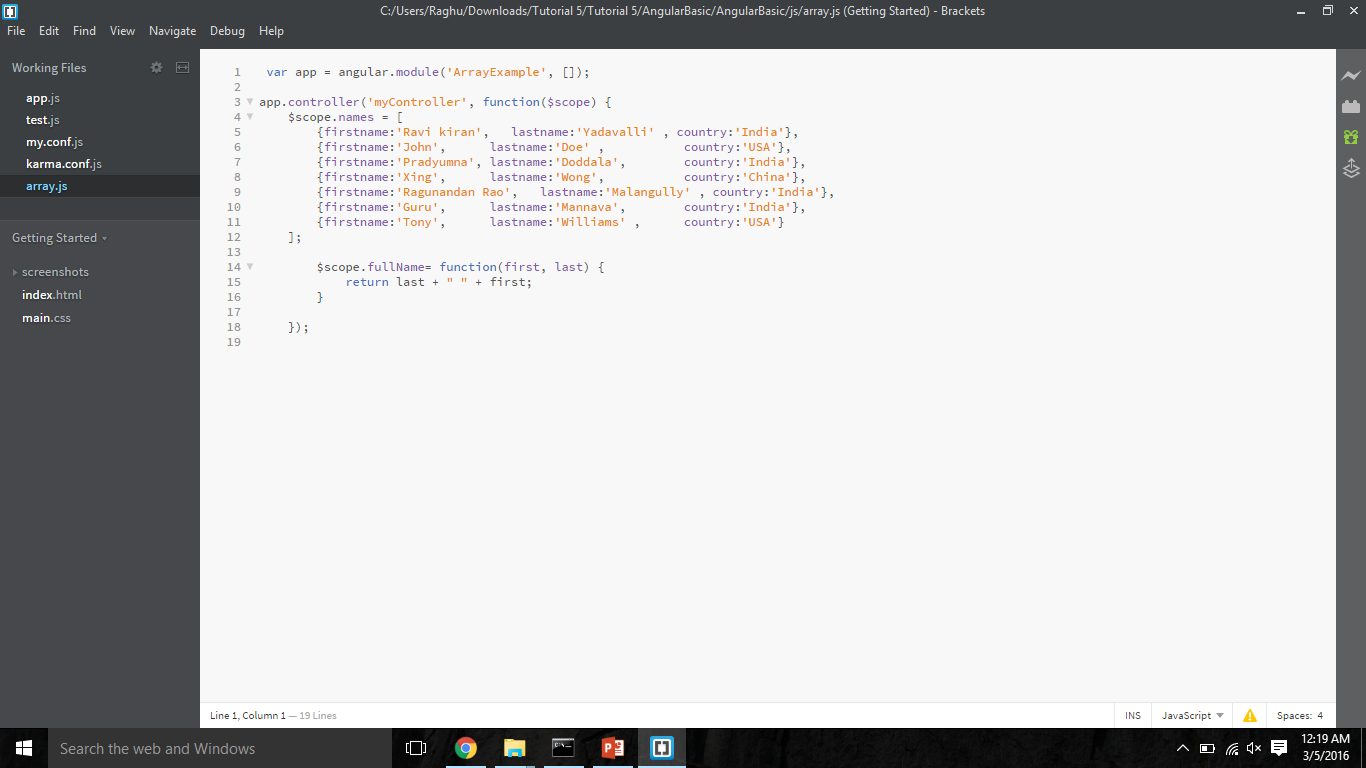 C:/Users/Raghu/Downloads/Tutorial 5/Tutorial 5/AngularBasic/AngularBasic/js/array.js (Getting Started) - Brackets
File Edit Find View Navigate Debug Help
Working Files
app.js
test.js
my.conf.js
karma.conf.js
array.js
Getting Started
screenshots
index.html
main.css
1 var app = angular.module('ArrayExample', []);
2
3 app.controller('myController', function($scope) {
4 $scope.names = [
5 {firstname:'Ravi kiran', lastname:'Yadavalli' , country:'India'},
6 {firstname:'John', lastname:'Doe' , country:'USA'},
7 {firstname:'Pradyumna', lastname:'Doddala', country:'India'},
8 {firstname:'Xing', lastname:'Wong', country:'China'},
9 {firstname:'Ragunandan Rao', lastname:'Malangully' , country:'India'},
10 {firstname:'Guru', lastname:'Mannava', country:'India'},
11 {firstname:'Tony', lastname:'Williams' , country:'USA'}
12 ];
13
14 $scope.fullName= function(first, last) {
15 return last + " " + first;
16 }
17
18 });
19
Line 1, Column 1 — 19 Lines
INS JavaScript Spaces: 4
Search the web and Windows
12:19 AM
3/5/2016